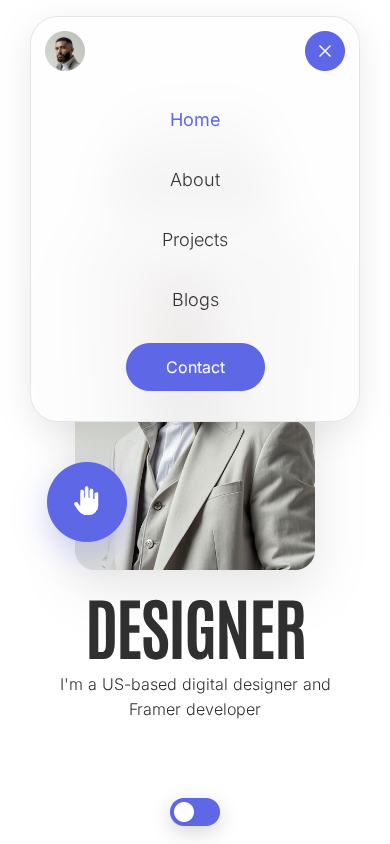 Home
About
Projects
Blogs
Contact
DESIGNER
I'm a US-based digital designer and
Framer developer